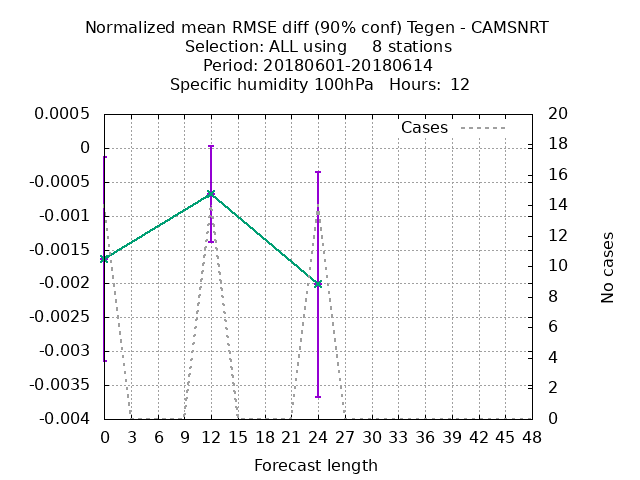 Normalized mean RMSE diff (90% conf) Tegen - CAMSNRT
Selection: ALL using     8 stations
Period: 20180601-20180614
Specific humidity 100hPa   Hours:  12
Cases
0.0005
0
-0.0005
-0.001
-0.0015
-0.002
-0.0025
-0.003
-0.0035
-0.004
20
18
16
14
12
10
8
6
4
2
0
No cases
0 3 6 9 12 15 18 21 24 27 30 33 36 39 42 45 48
Forecast length